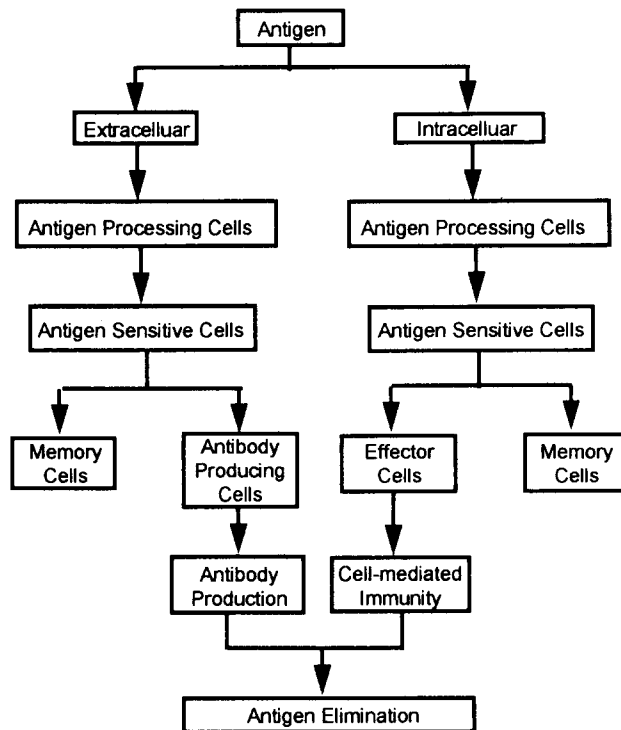 Antigen
Extracelluar
Intracelluar
Antigen Processing Cells
Antigen Processing Cells
Antigen Sensitive Cells
Antigen Sensitive Cells
Memory
Cells
Antibody
Producing
Cells
Effector
Cells
Memory
Cells
Antibody
Production
Cell-mediated
Immunity
Antigen Elimination